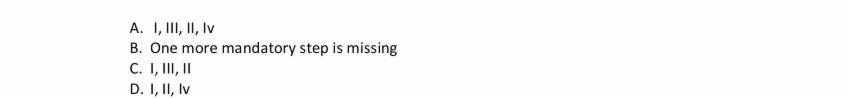 A. I, III, II, Iv
B. One more mandatory step is missing
C. I, III, II
D. I, II, Iv